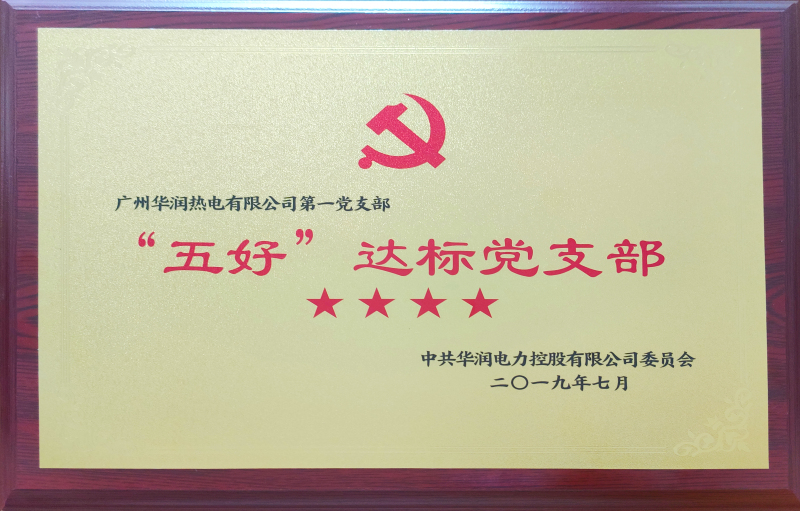 广州华润热电有限公司第一党支部
“五好”达标党支部
★★★★
中共华润电力控股有限公司委员会
二〇一九年七月